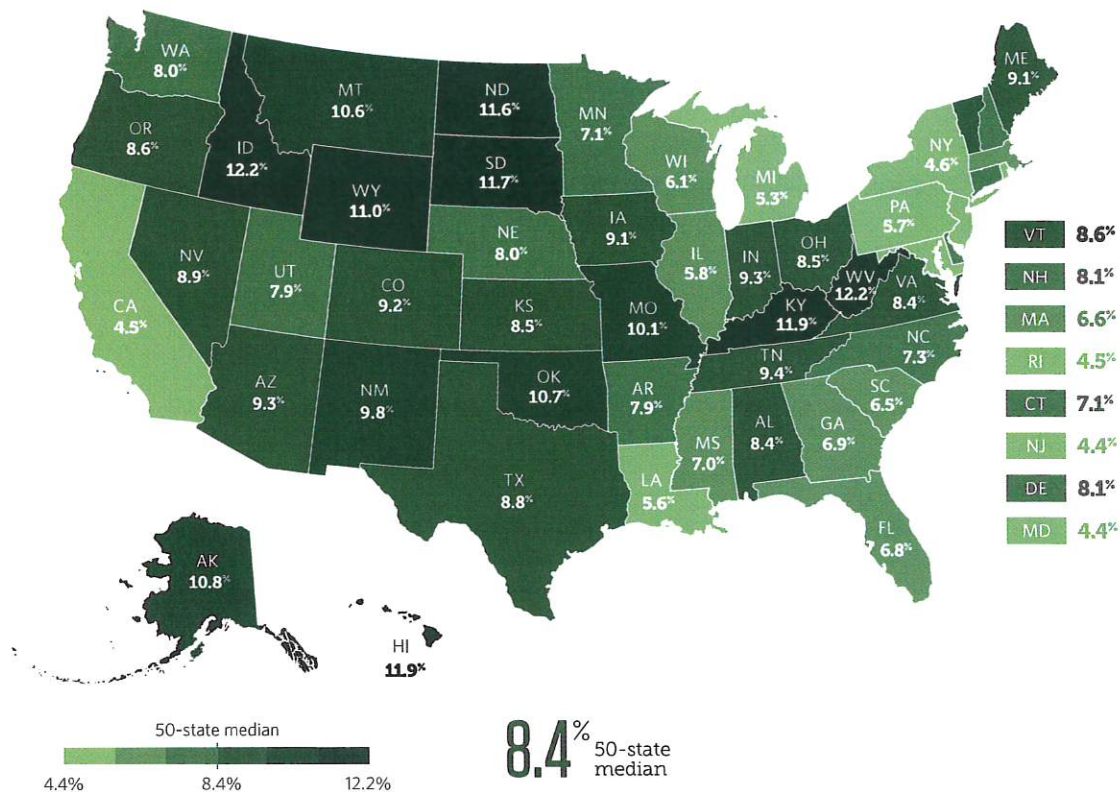 WA
8.0%
MT
10.6%
ND
11.6%
MN
7.1%
ME
9.1%
OR
8.6%
ID
12.2%
SD
11.7%
WI
6.1%
MI
5.3%
NY
4.6%
WY
11.0%
PA
5.7%
NV
8.9%
UT
7.9%
NE
8.0%
IA
9.1%
IL
5.8%
IN
9.3%
OH
8.5%
WV
12.2%
VA
8.4%
CA
4.5%
CO
9.2%
KS
8.5%
MO
10.1%
KY
11.9%
NC
7.3%
TN
9.4%
AZ
9.3%
NM
9.8%
OK
10.7%
AR
7.9%
SC
6.5%
MS
7.0%
AL
8.4%
GA
6.9%
TX
8.8%
LA
5.6%
FL
6.8%
VT 8.6%
NH 8.1%
MA 6.6%
RI 4.5%
CT 7.1%
NJ 4.4%
DE 8.1%
MD 4.4%
AK
10.8%
HI
11.9%
50-state median
4.4% 8.4% 12.2%
8.4% 50-state
median